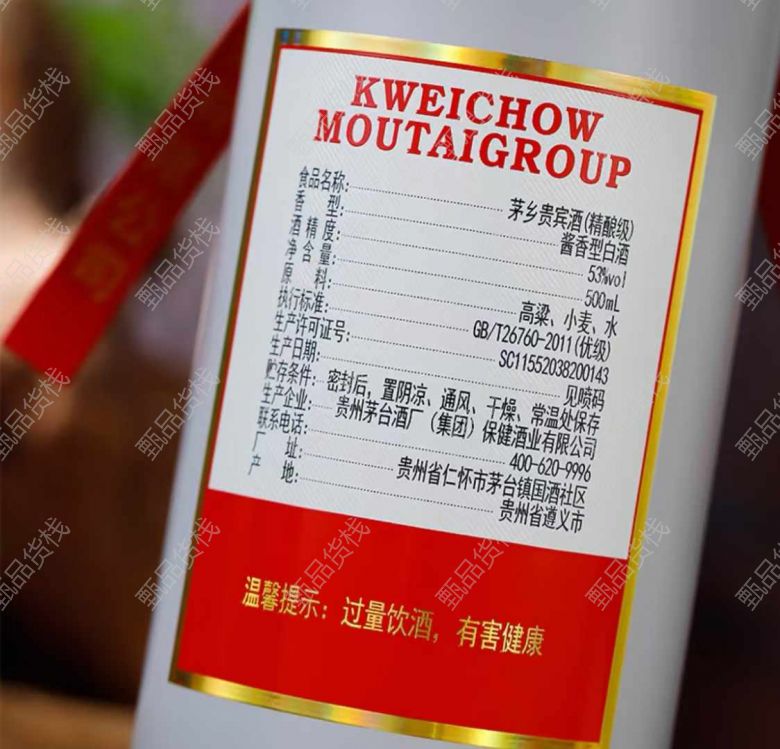 KWEICHOW
MOUTAIGROUP
食品名称: 茅乡贵宾酒(精酿级)
香型: 酱香型白酒
酒精度: 53%vol
净含量: 500mL
原料: 高粱、小麦、水
执行标准: GB/T26760-2011(优级)
生产许可证号: SC11552038200143
生产日期: 见喷码
贮存条件: 密封后，置阴凉、通风、干燥、常温处保存
生产企业: 贵州茅台酒厂（集团）保健酒业有限公司
联系电话: 400-620-9996
厂址: 贵州省仁怀市茅台镇国酒社区
产地: 贵州省遵义市
温馨提示: 过量饮酒，有害健康
公司
甄品货栈